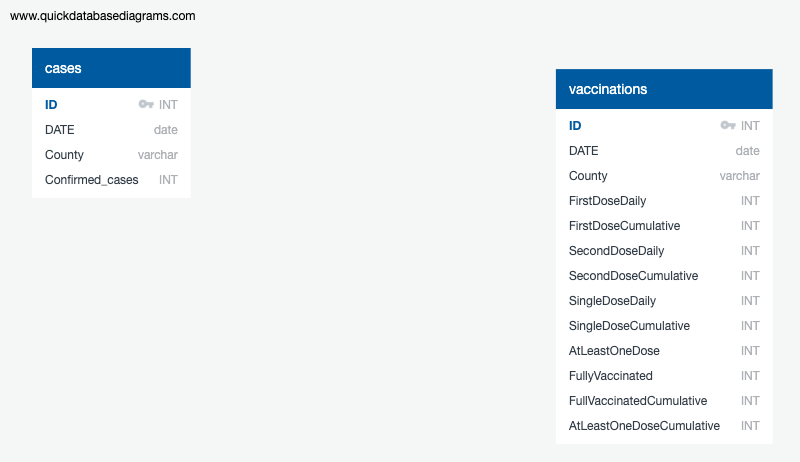 www.quickdatabasediagrams.com
cases
ID INT
DATE date
County varchar
Confirmed_cases INT
vaccinations
ID INT
DATE date
County varchar
FirstDoseDaily INT
FirstDoseCumulative INT
SecondDoseDaily INT
SecondDoseCumulative INT
SingleDoseDaily INT
SingleDoseCumulative INT
AtLeastOneDose INT
FullyVaccinated INT
FullVaccinatedCumulative INT
AtLeastOneDoseCumulative INT